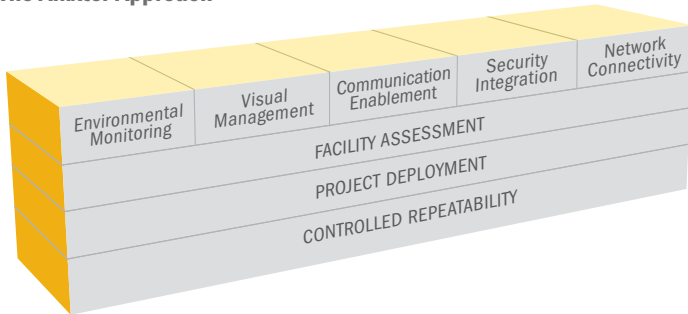 Environmental
Monitoring
Visual
Management
Communication
Enablement
Security
Integration
Network
Connectivity
FACILITY ASSESSMENT
PROJECT DEPLOYMENT
CONTROLLED REPEATABILITY